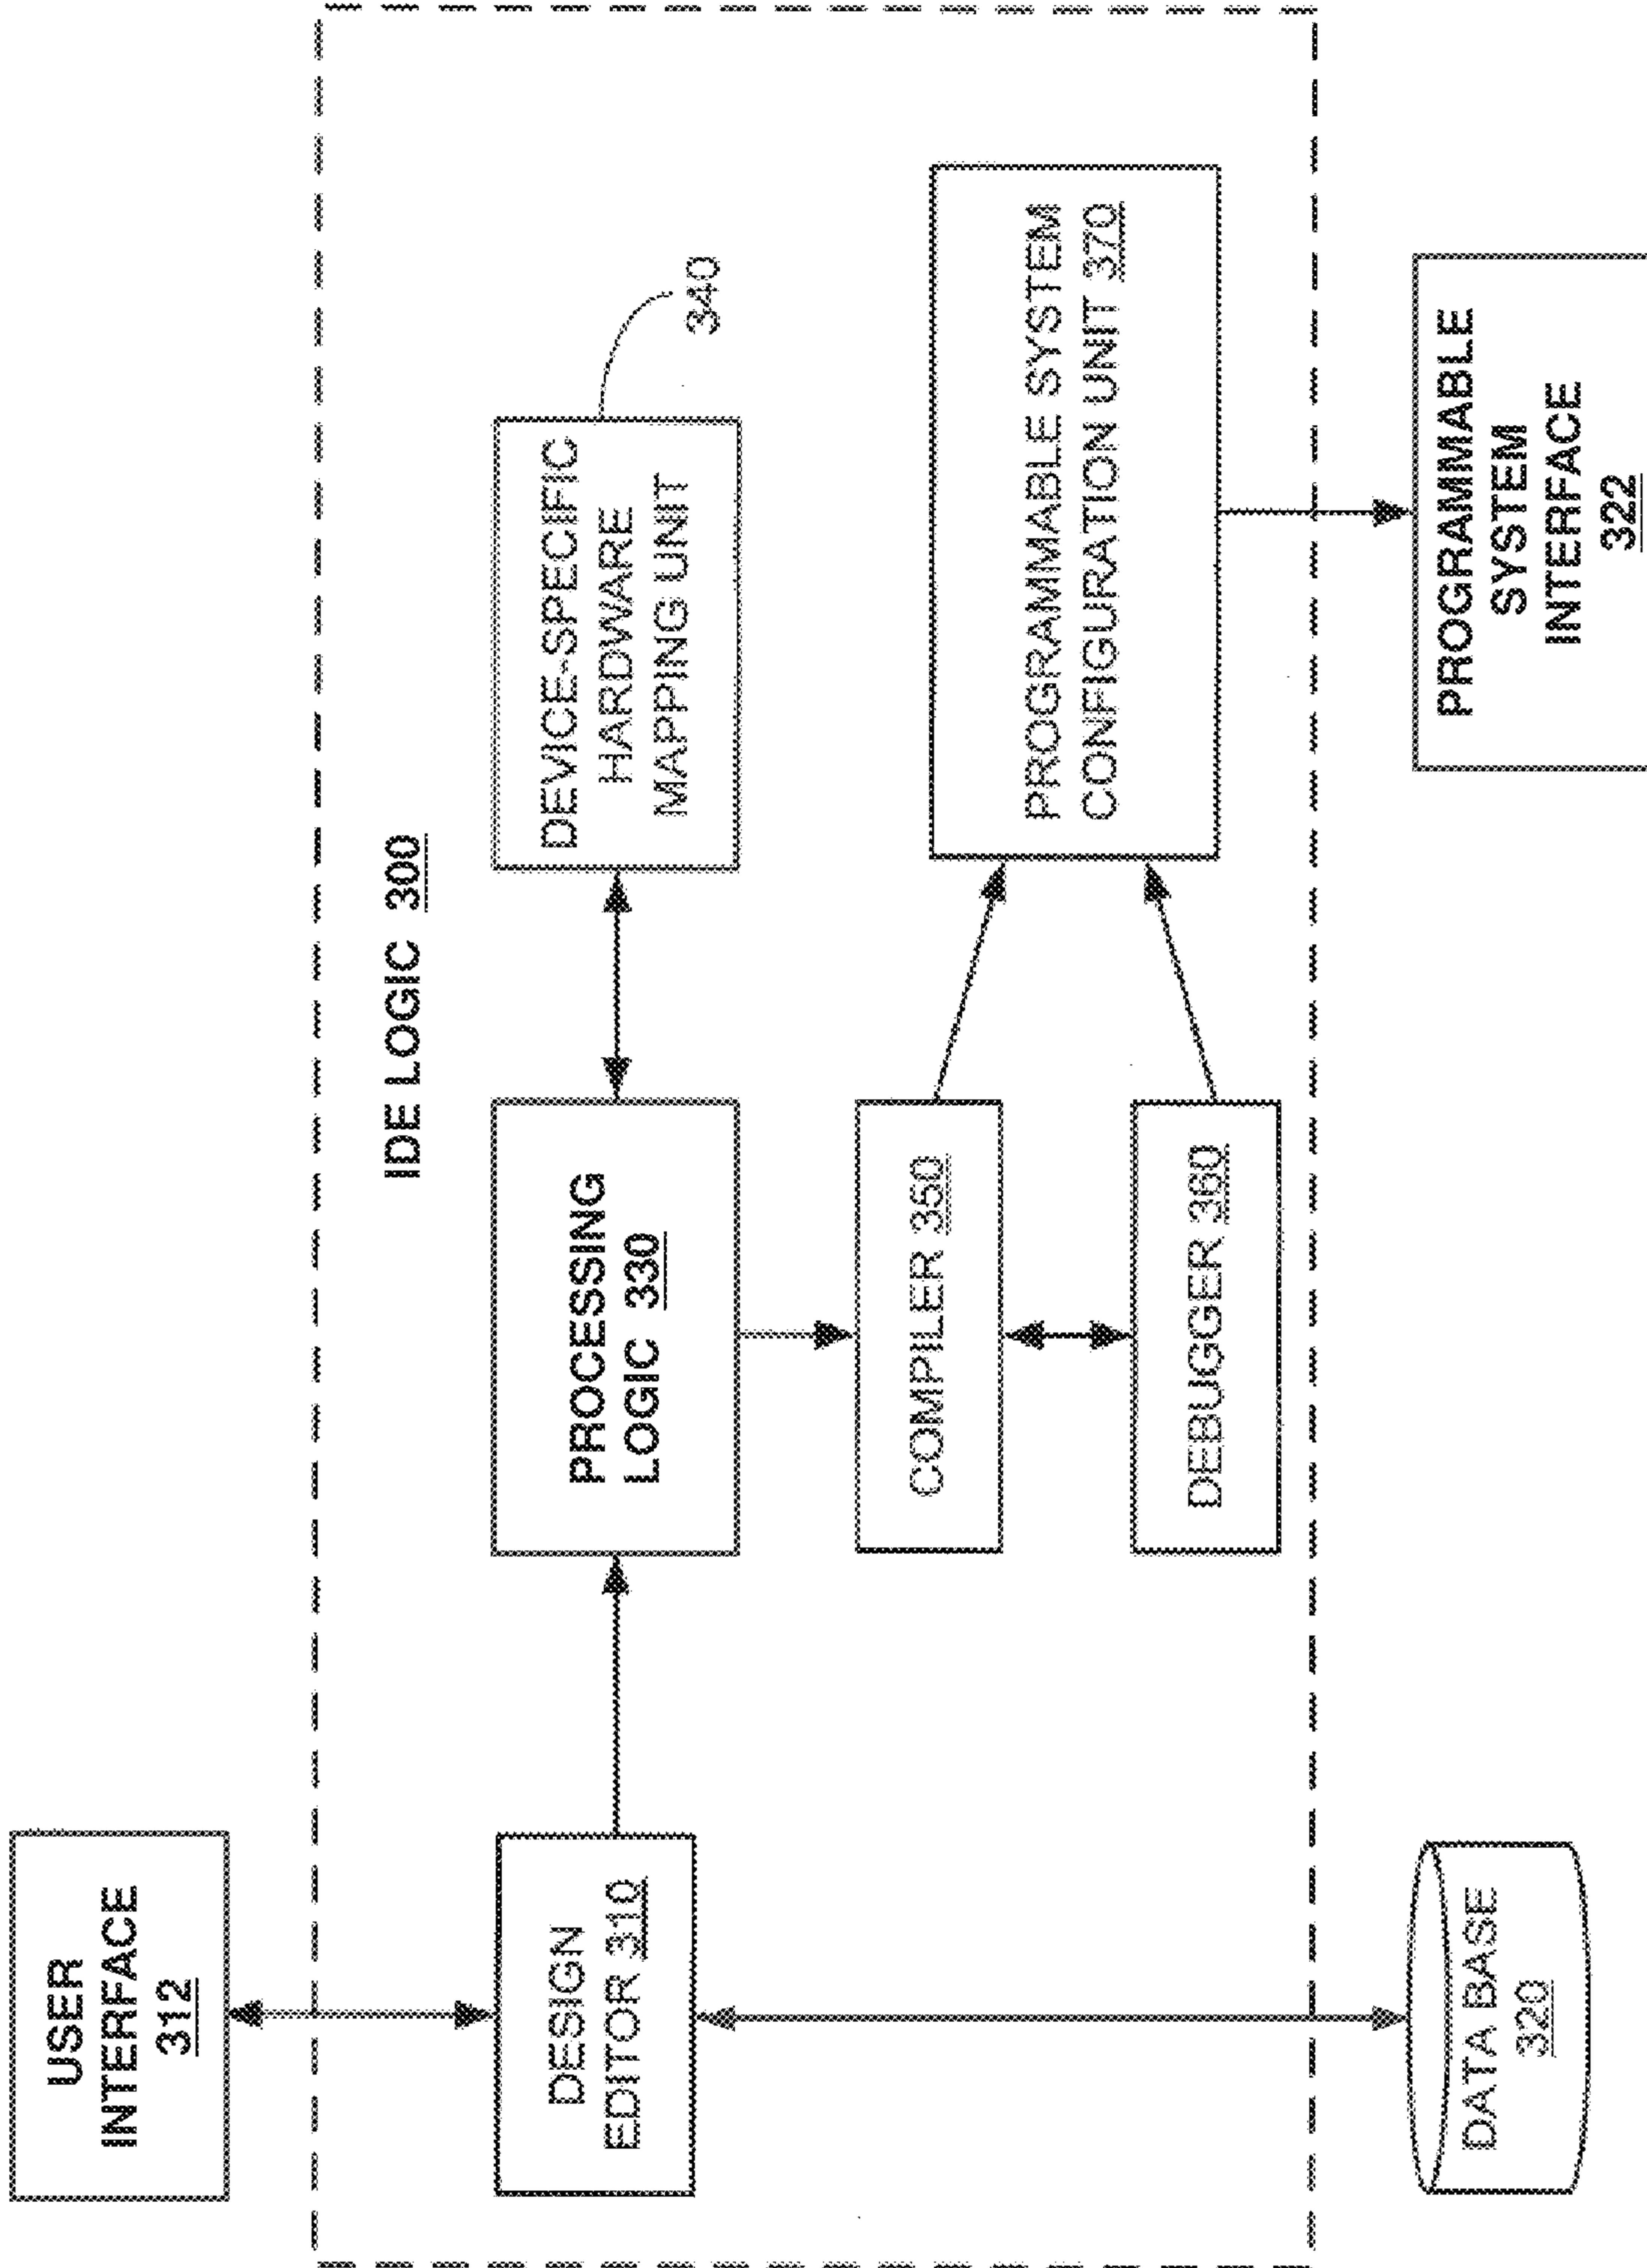 USER
INTERFACE
312
IDE LOGIC 300
DESIGN
EDITOR 310
PROCESSING
LOGIC 330
DEVICE-SPECIFIC
HARDWARE
MAPPING UNIT
340
COMPILER 350
DEBUGGER 360
PROGRAMMABLE SYSTEM
CONFIGURATION UNIT 370
DATA BASE
320
PROGRAMMABLE
SYSTEM
INTERFACE
322